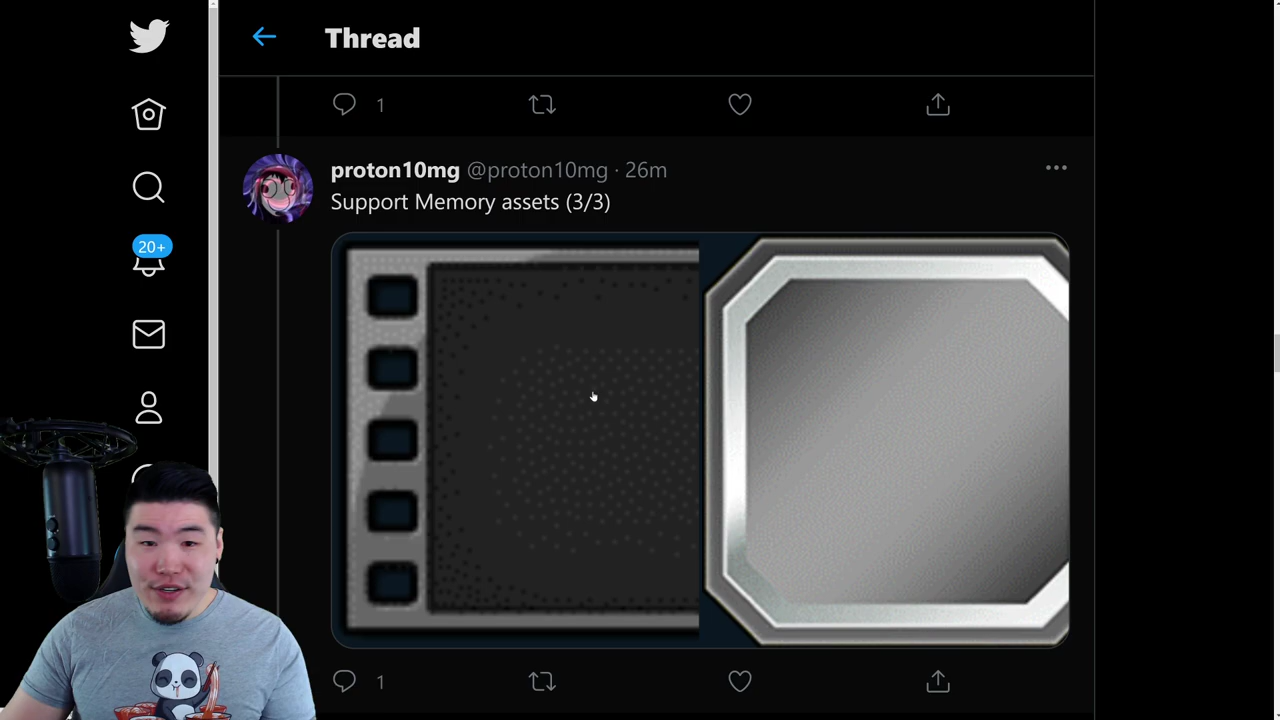 Thread
1
proton10mg @proton10mg · 26m
Support Memory assets (3/3)
20+
1